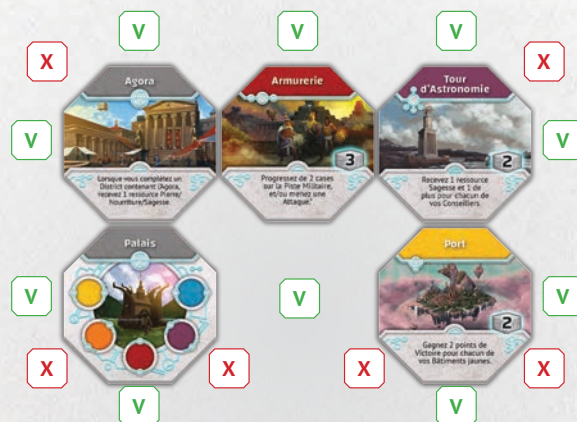 V V V
X X
Agora Armurerie Tour
d'Astronomie
V V
3 2
Lorsque vous complétez un
District contenant l'Agora,
recevez 1 ressource Pierre/
Nourriture/Sagesse.
Progressez de 2 cases
sur la Piste Militaire,
et/ou menez une
Attaque.*
Recevez 1 ressource
Sagesse et 1 de
plus pour chacun de
vos Conseillers.
Palais Port
V V V
2
Gagnez 2 points de
Victoire pour chacun de
vos Bâtiments jaunes.
X X X X
V V